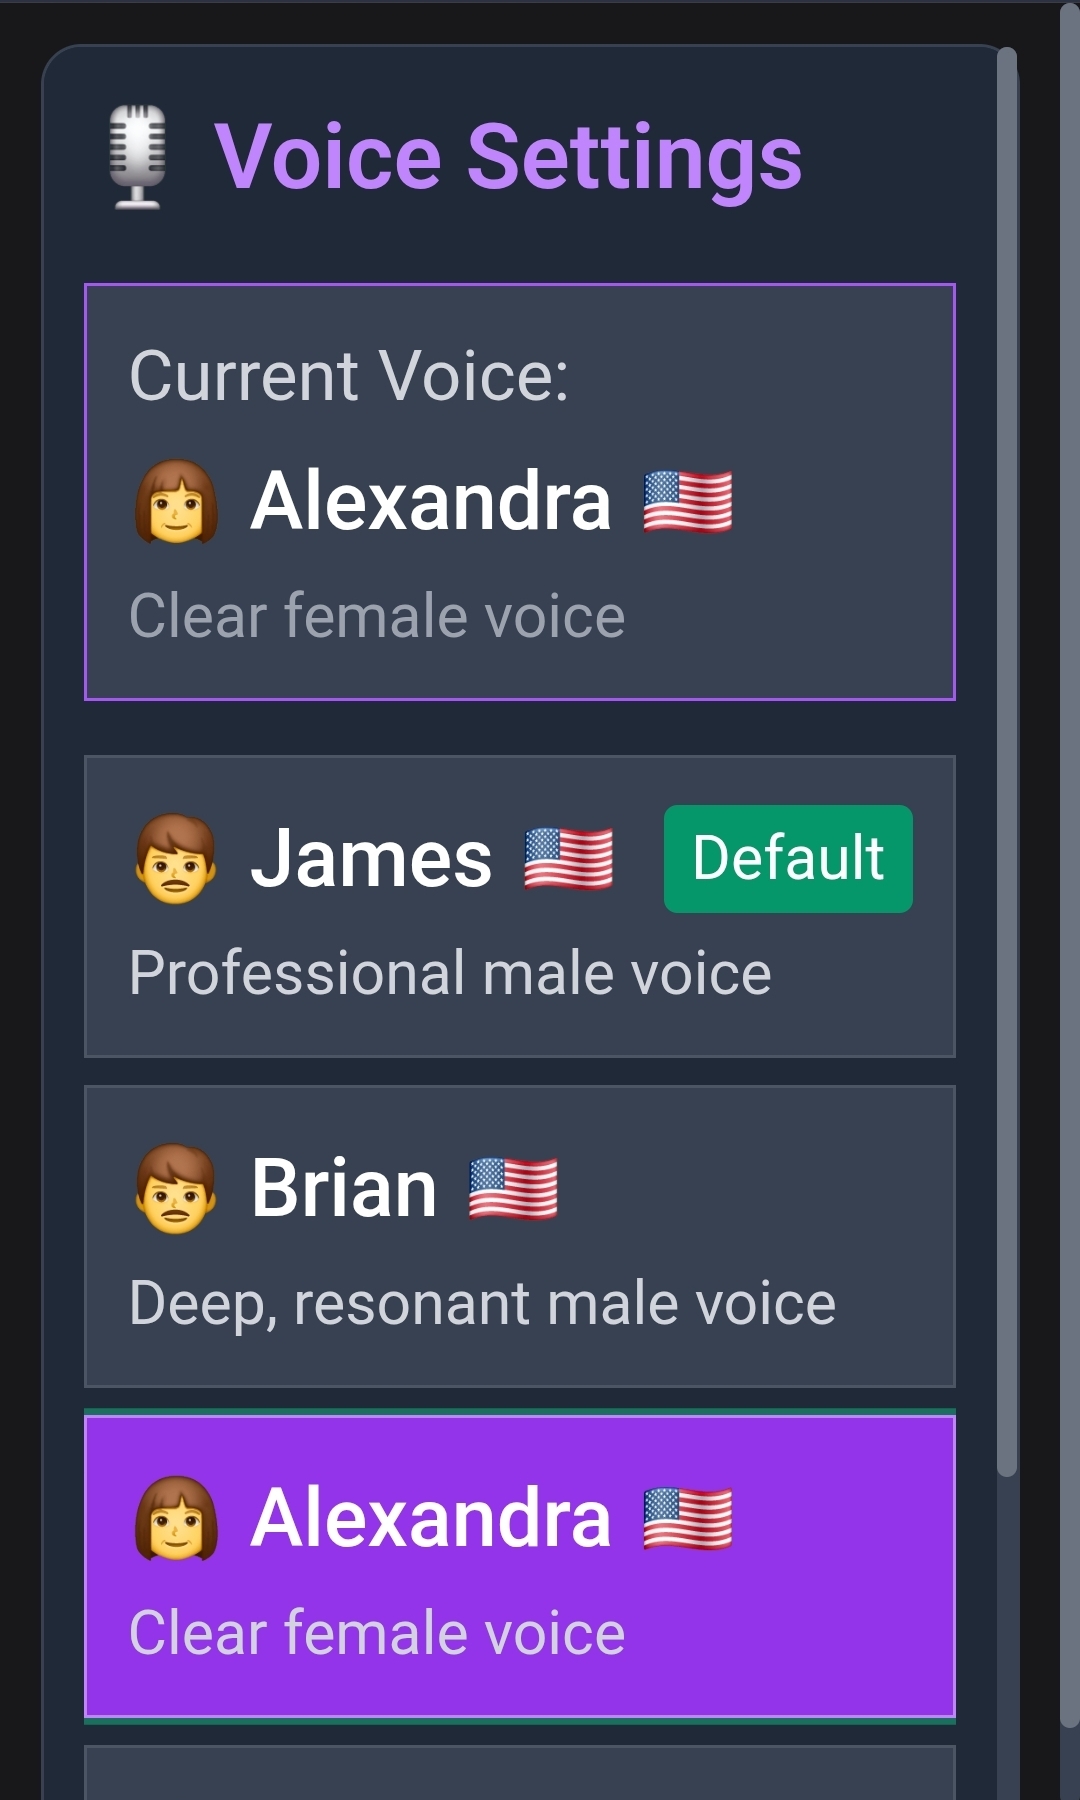 Voice Settings
Current Voice:
Alexandra
Clear female voice
James Default
Professional male voice
Brian
Deep, resonant male voice
Alexandra
Clear female voice